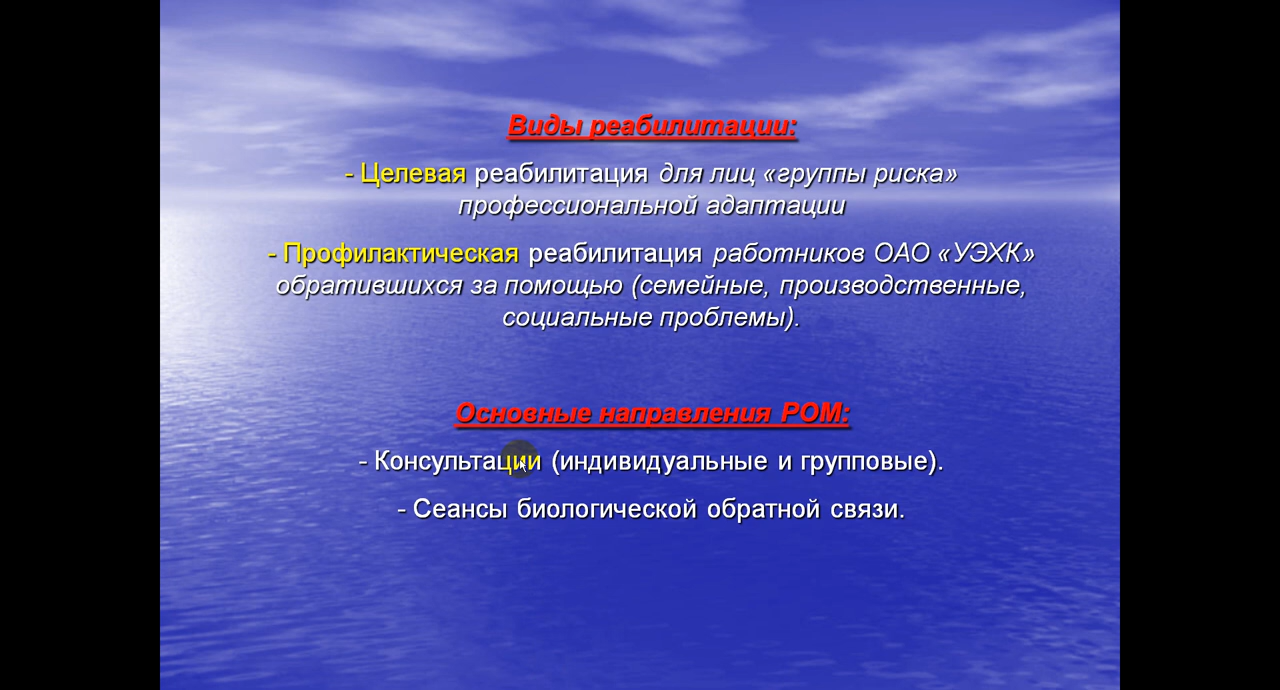 Виды реабилитации:
- Целевая реабилитация для лиц «группы риска»
профессиональной адаптации
- Профилактическая реабилитация работников ОАО «УЭХК»
обратившихся за помощью (семейные, производственные,
социальные проблемы).
Основные направления РОМ:
- Консультации (индивидуальные и групповые).
- Сеансы биологической обратной связи.